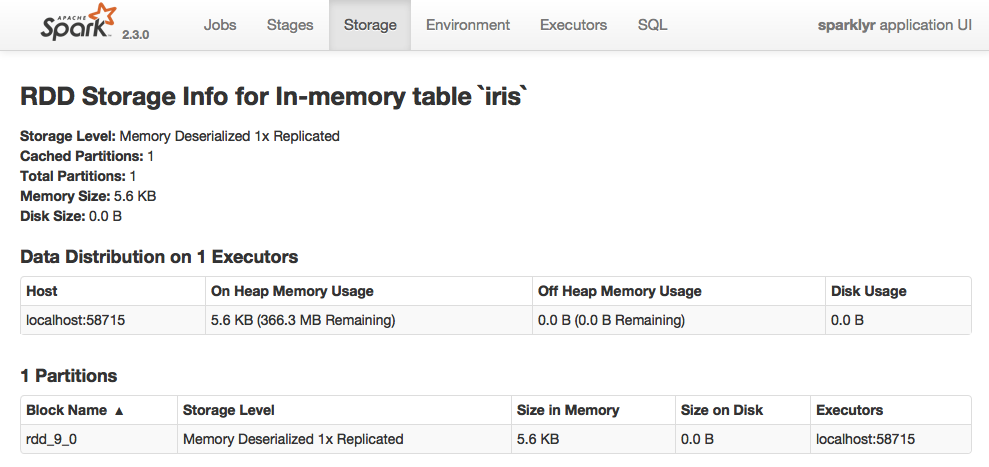 APACHE Spark 2.3.0 Jobs Stages Storage Environment Executors SQL sparklyr application UI
RDD Storage Info for In-memory table `iris`
Storage Level: Memory Deserialized 1x Replicated
Cached Partitions: 1
Total Partitions: 1
Memory Size: 5.6 KB
Disk Size: 0.0 B
Data Distribution on 1 Executors
Host On Heap Memory Usage Off Heap Memory Usage Disk Usage
localhost:58715 5.6 KB (366.3 MB Remaining) 0.0 B (0.0 B Remaining) 0.0 B
1 Partitions
Block Name ▲ Storage Level Size in Memory Size on Disk Executors
rdd_9_0 Memory Deserialized 1x Replicated 5.6 KB 0.0 B localhost:58715